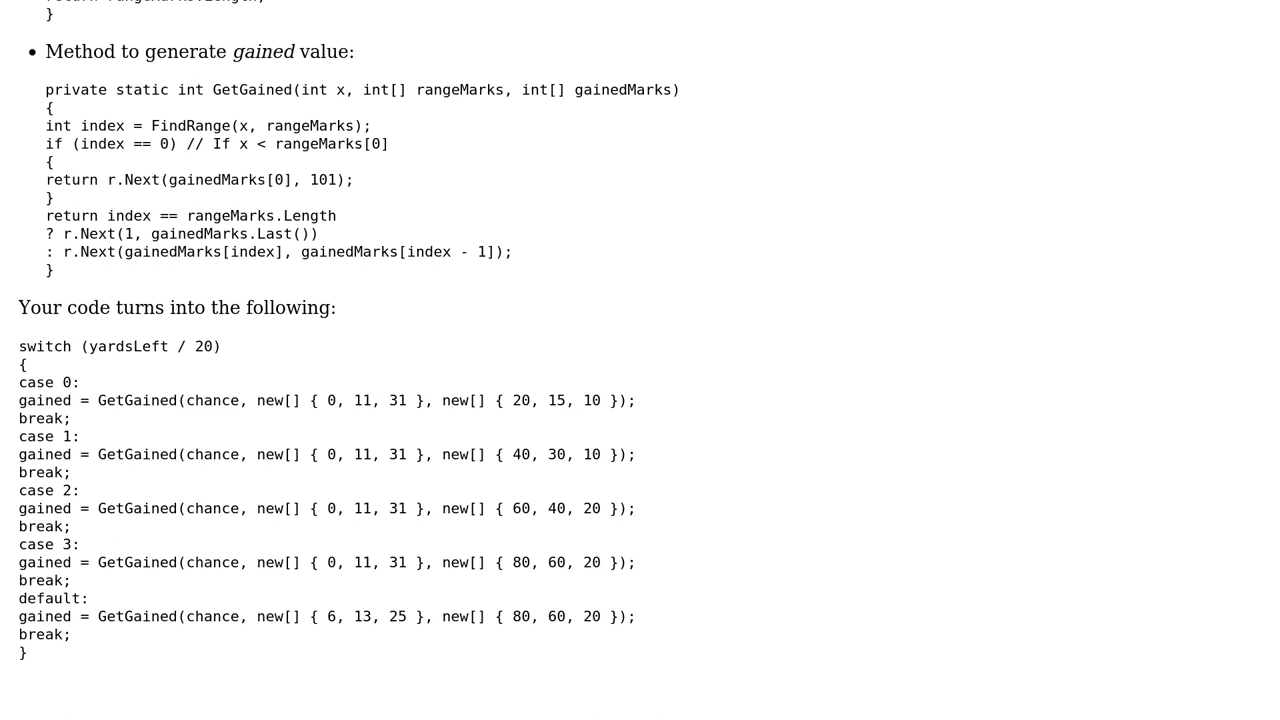 return rangeMarks.Length;
}
• Method to generate gained value:
private static int GetGained(int x, int[] rangeMarks, int[] gainedMarks)
{
int index = FindRange(x, rangeMarks);
if (index == 0) // If x < rangeMarks[0]
{
return r.Next(gainedMarks[0], 101);
}
return index == rangeMarks.Length
? r.Next(1, gainedMarks.Last())
: r.Next(gainedMarks[index], gainedMarks[index - 1]);
}
Your code turns into the following:
switch (yardsLeft / 20)
{
case 0:
gained = GetGained(chance, new[] { 0, 11, 31 }, new[] { 20, 15, 10 });
break;
case 1:
gained = GetGained(chance, new[] { 0, 11, 31 }, new[] { 40, 30, 10 });
break;
case 2:
gained = GetGained(chance, new[] { 0, 11, 31 }, new[] { 60, 40, 20 });
break;
case 3:
gained = GetGained(chance, new[] { 0, 11, 31 }, new[] { 80, 60, 20 });
break;
default:
gained = GetGained(chance, new[] { 6, 13, 25 }, new[] { 80, 60, 20 });
break;
}